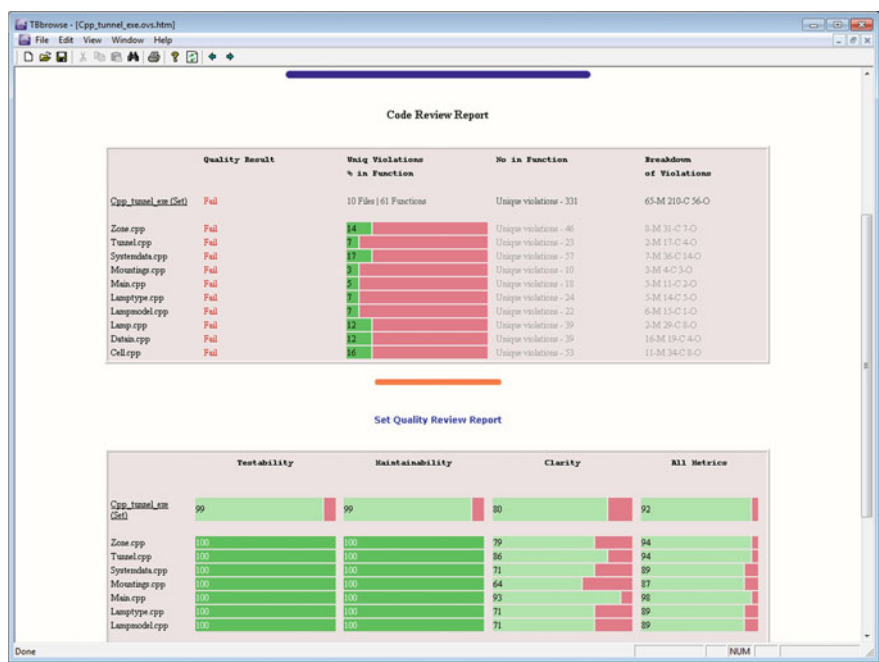 TBbrowse - [Cpp_tunnel_exe.ovs.htm]
File Edit View Window Help
Code Review Report
Quality Result Uniq Violations % in Function No in Function Breakdown of Violations
Cpp_tunnel_exe (Set) Fail 10 Files | 61 Functions Unique violations - 331 65-M 210-C 56-O
Zone.cpp Fail 14 Unique violations - 46 8-M 31-C 7-O
Tunnel.cpp Fail 7 Unique violations - 23 2-M 17-C 4-O
Systemdata.cpp Fail 17 Unique violations - 57 7-M 36-C 14-O
Mountings.cpp Fail 3 Unique violations - 10 3-M 4-C 3-O
Main.cpp Fail 5 Unique violations - 18 5-M 11-C 2-O
Lamptype.cpp Fail 7 Unique violations - 24 5-M 14-C 5-O
Lampmodel.cpp Fail 7 Unique violations - 22 6-M 15-C 1-O
Lamp.cpp Fail 12 Unique violations - 39 2-M 29-C 8-O
Datain.cpp Fail 12 Unique violations - 39 16-M 19-C 4-O
Cell.cpp Fail 16 Unique violations - 53 11-M 34-C 8-O
Set Quality Review Report
Testability Maintainability Clarity All Metrics
Cpp_tunnel_exe (Set) 99 99 80 92
Zone.cpp 100 100 79 94
Tunnel.cpp 100 100 86 94
Systemdata.cpp 100 100 71 89
Mountings.cpp 100 100 64 87
Main.cpp 100 100 93 98
Lamptype.cpp 100 100 71 89
Lampmodel.cpp 100 100 71 89
Done NUM